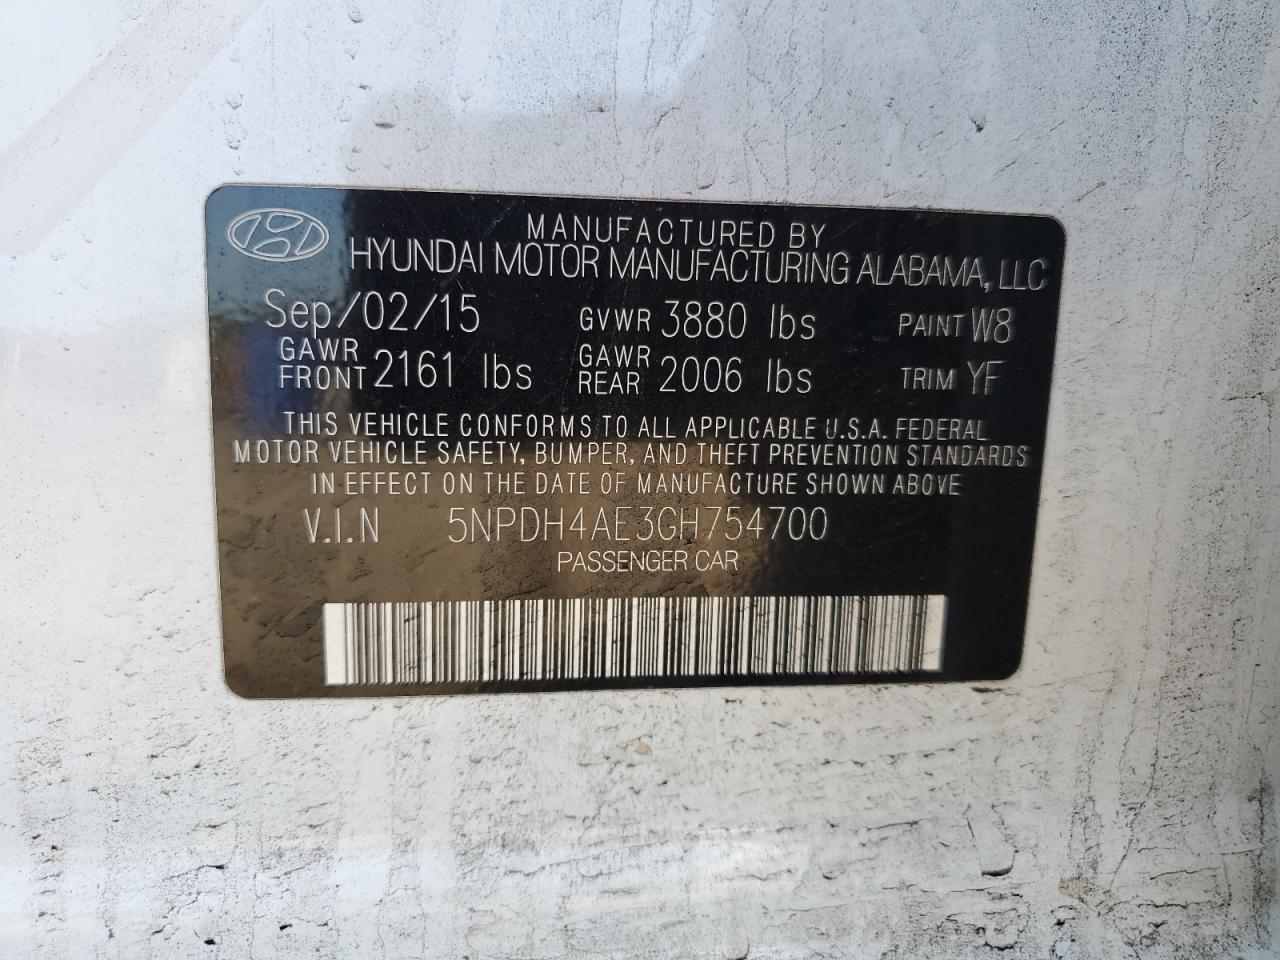 MANUFACTURED BY
HYUNDAI MOTOR MANUFACTURING ALABAMA, LLC
Sep/02/15 GVWR 3880 lbs PAINT W8
GAWR FRONT 2161 lbs GAWR REAR 2006 lbs TRIM YF
THIS VEHICLE CONFORMS TO ALL APPLICABLE U.S.A. FEDERAL
MOTOR VEHICLE SAFETY, BUMPER, AND THEFT PREVENTION STANDARDS
IN EFFECT ON THE DATE OF MANUFACTURE SHOWN ABOVE
V.I.N 5NPDH4AE3GH754700
PASSENGER CAR